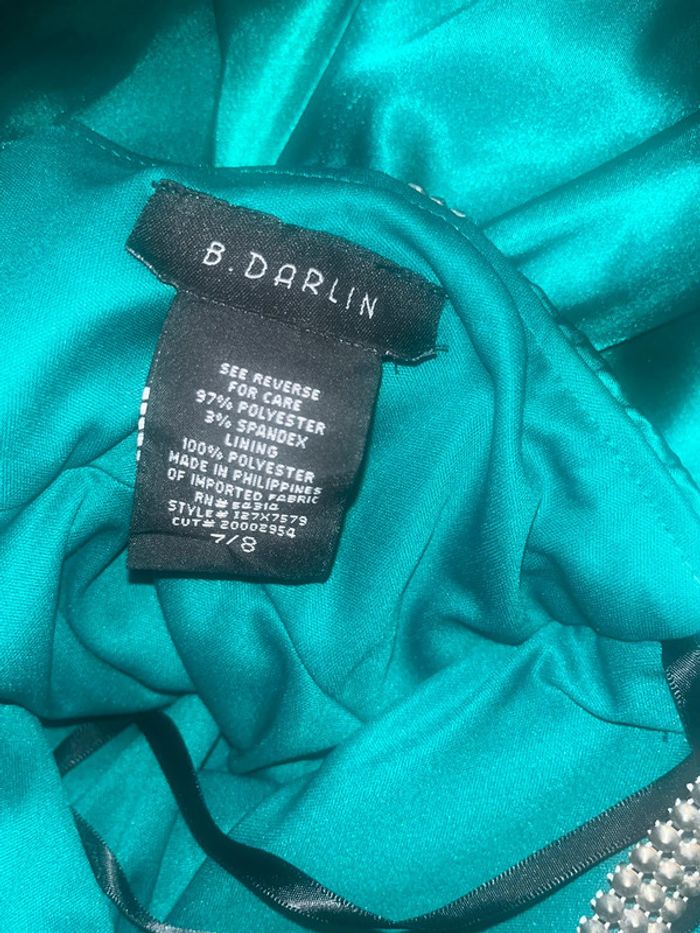 B.DARLIN
SEE REVERSE
FOR CARE
97% POLYESTER
3% SPANDEX
LINING
100% POLYESTER
MADE IN PHILIPPINES
OF IMPORTED FABRIC
RN#
STYLE# 127X7579
CUT# 20002954
7/8